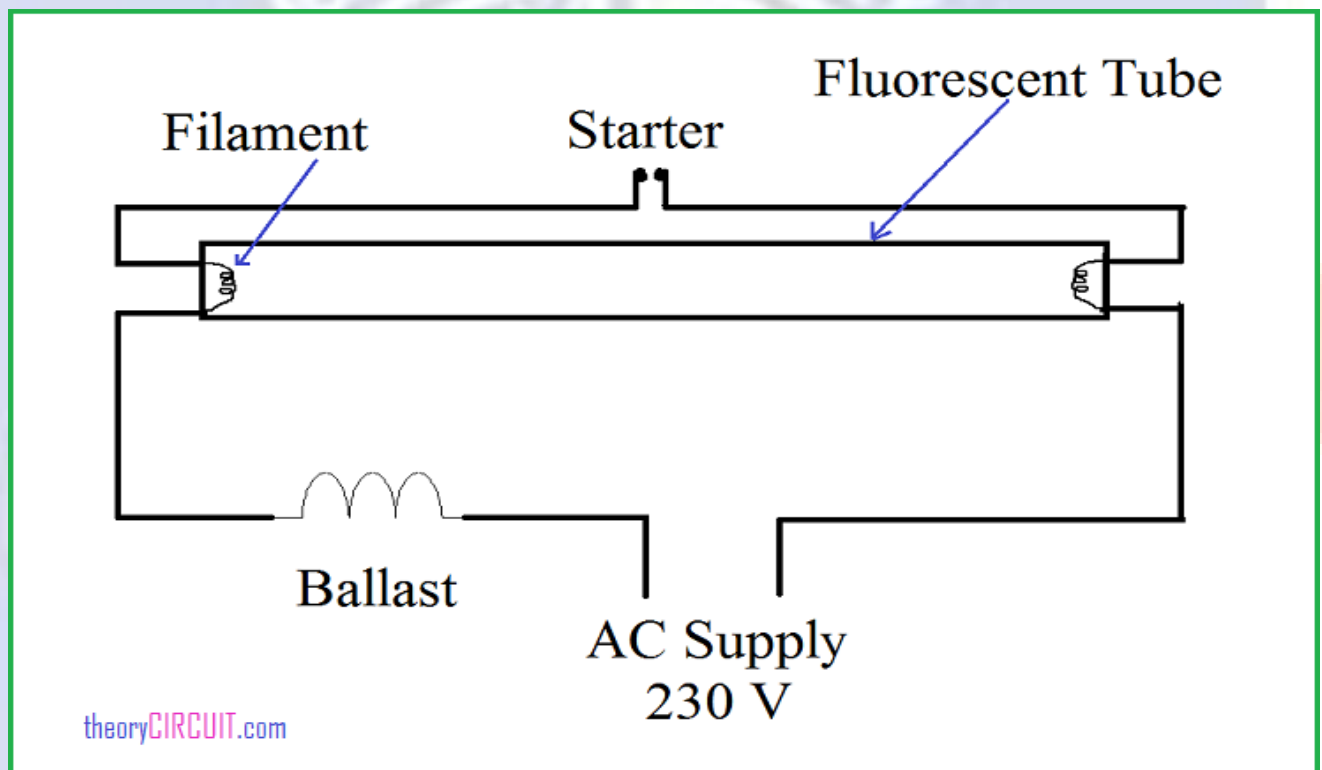 Fluorescent Tube
Filament
Starter
Ballast
AC Supply
230 V
theoryCIRCUIT.com